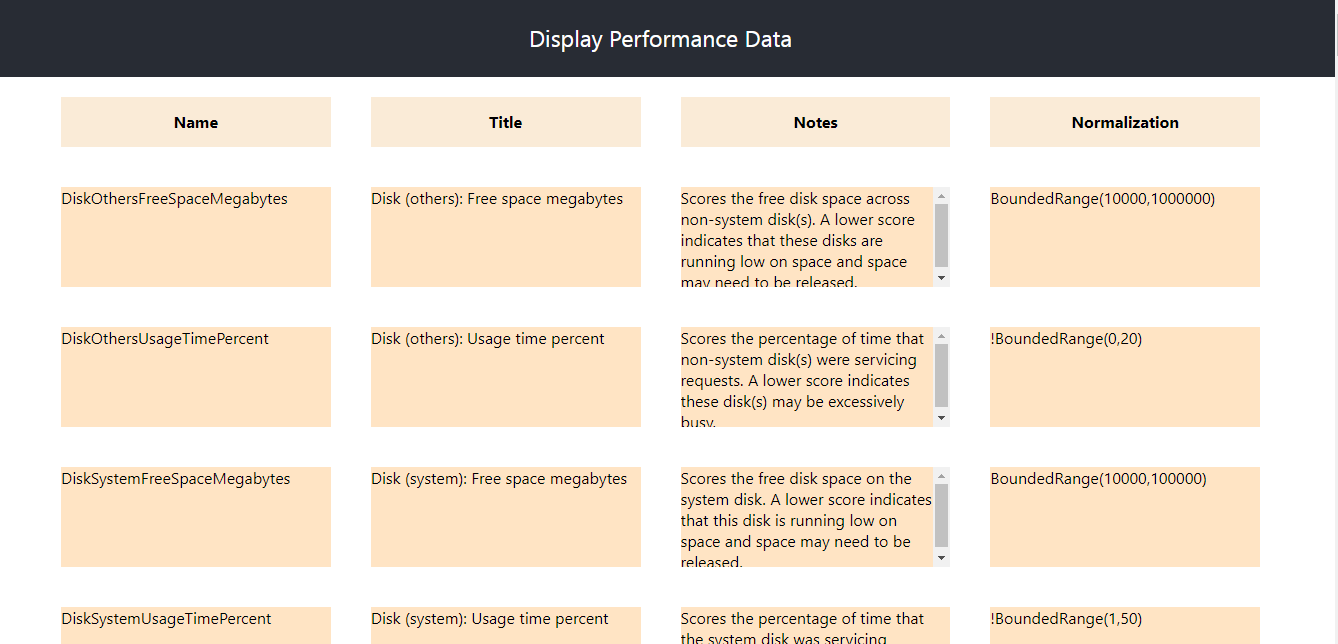 Display Performance Data
Name
Title
Notes
Normalization
DiskOthersFreeSpaceMegabytes
Disk (others): Free space megabytes
Scores the free disk space across
non-system disk(s). A lower score
indicates that these disks are
running low on space and space
may need to be released.
BoundedRange(10000,1000000)
DiskOthersUsageTimePercent
Disk (others): Usage time percent
Scores the percentage of time that
non-system disk(s) were servicing
requests. A lower score indicates
these disk(s) may be excessively
busy.
!BoundedRange(0,20)
DiskSystemFreeSpaceMegabytes
Disk (system): Free space megabytes
Scores the free disk space on the
system disk. A lower score indicates
that this disk is running low on
space and space may need to be
released.
BoundedRange(10000,100000)
DiskSystemUsageTimePercent
Disk (system): Usage time percent
Scores the percentage of time that
the system disk was servicing
!BoundedRange(1,50)